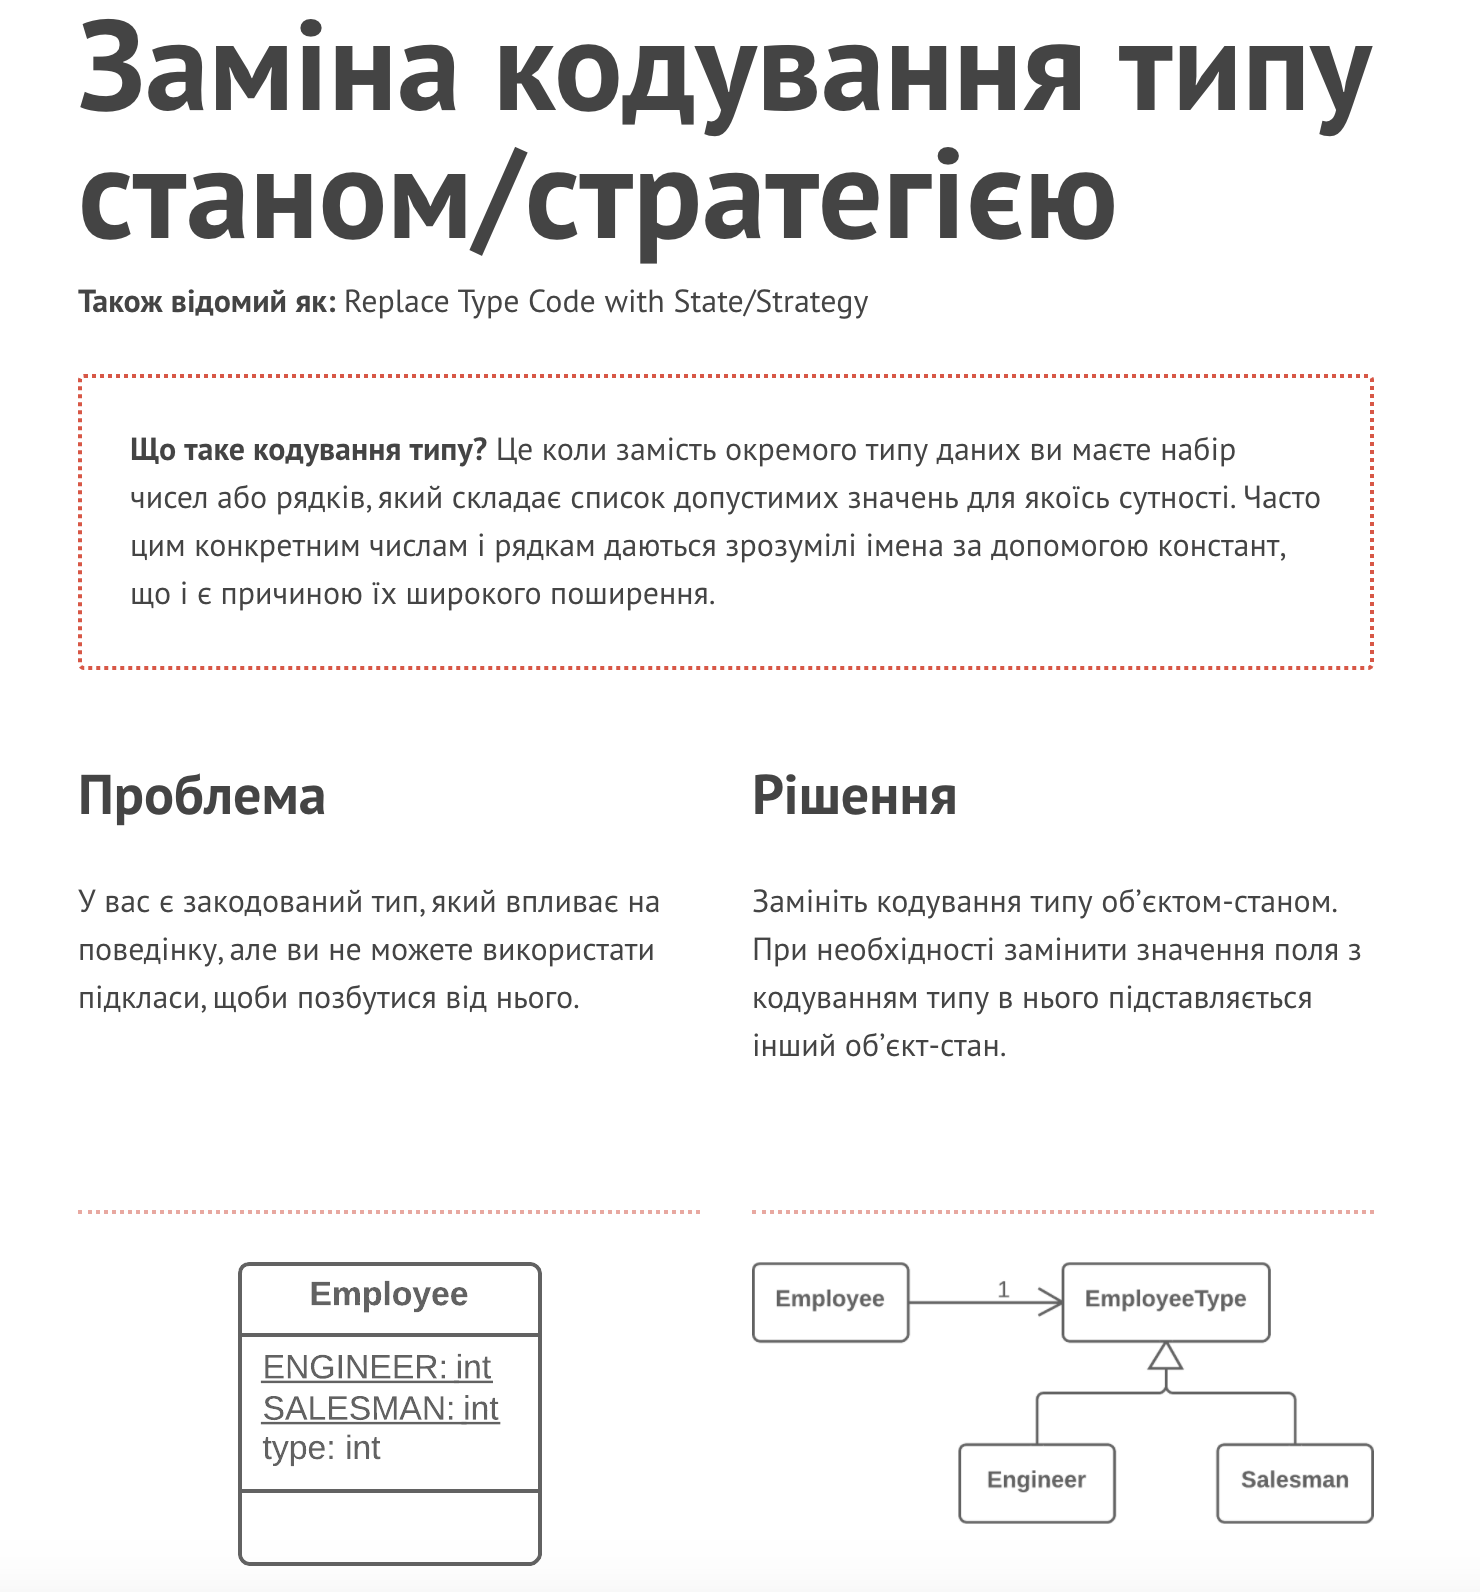 Заміна кодування типу
станом/стратегією
Також відомий як: Replace Type Code with State/Strategy
Що таке кодування типу? Це коли замість окремого типу даних ви маєте набір
чисел або рядків, який складає список допустимих значень для якоїсь сутності. Часто
цим конкретним числам і рядкам даються зрозумілі імена за допомогою констант,
що і є причиною їх широкого поширення.
Проблема
У вас є закодований тип, який впливає на
поведінку, але ви не можете використати
підкласи, щоби позбутися від нього.
Рішення
Замініть кодування типу об’єктом-станом.
При необхідності замінити значення поля з
кодуванням типу в нього підставляється
інший об’єкт-стан.
Employee
ENGINEER: int
SALESMAN: int
type: int
Employee
1
EmployeeType
Engineer
Salesman